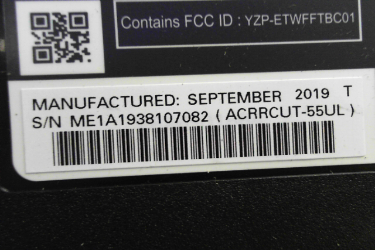 Contains FCC ID : YZP-ETWFFTBC01
MANUFACTURED: SEPTEMBER 2019 T
S/N ME1A1938107082 ( ACRRCUT-55UL )